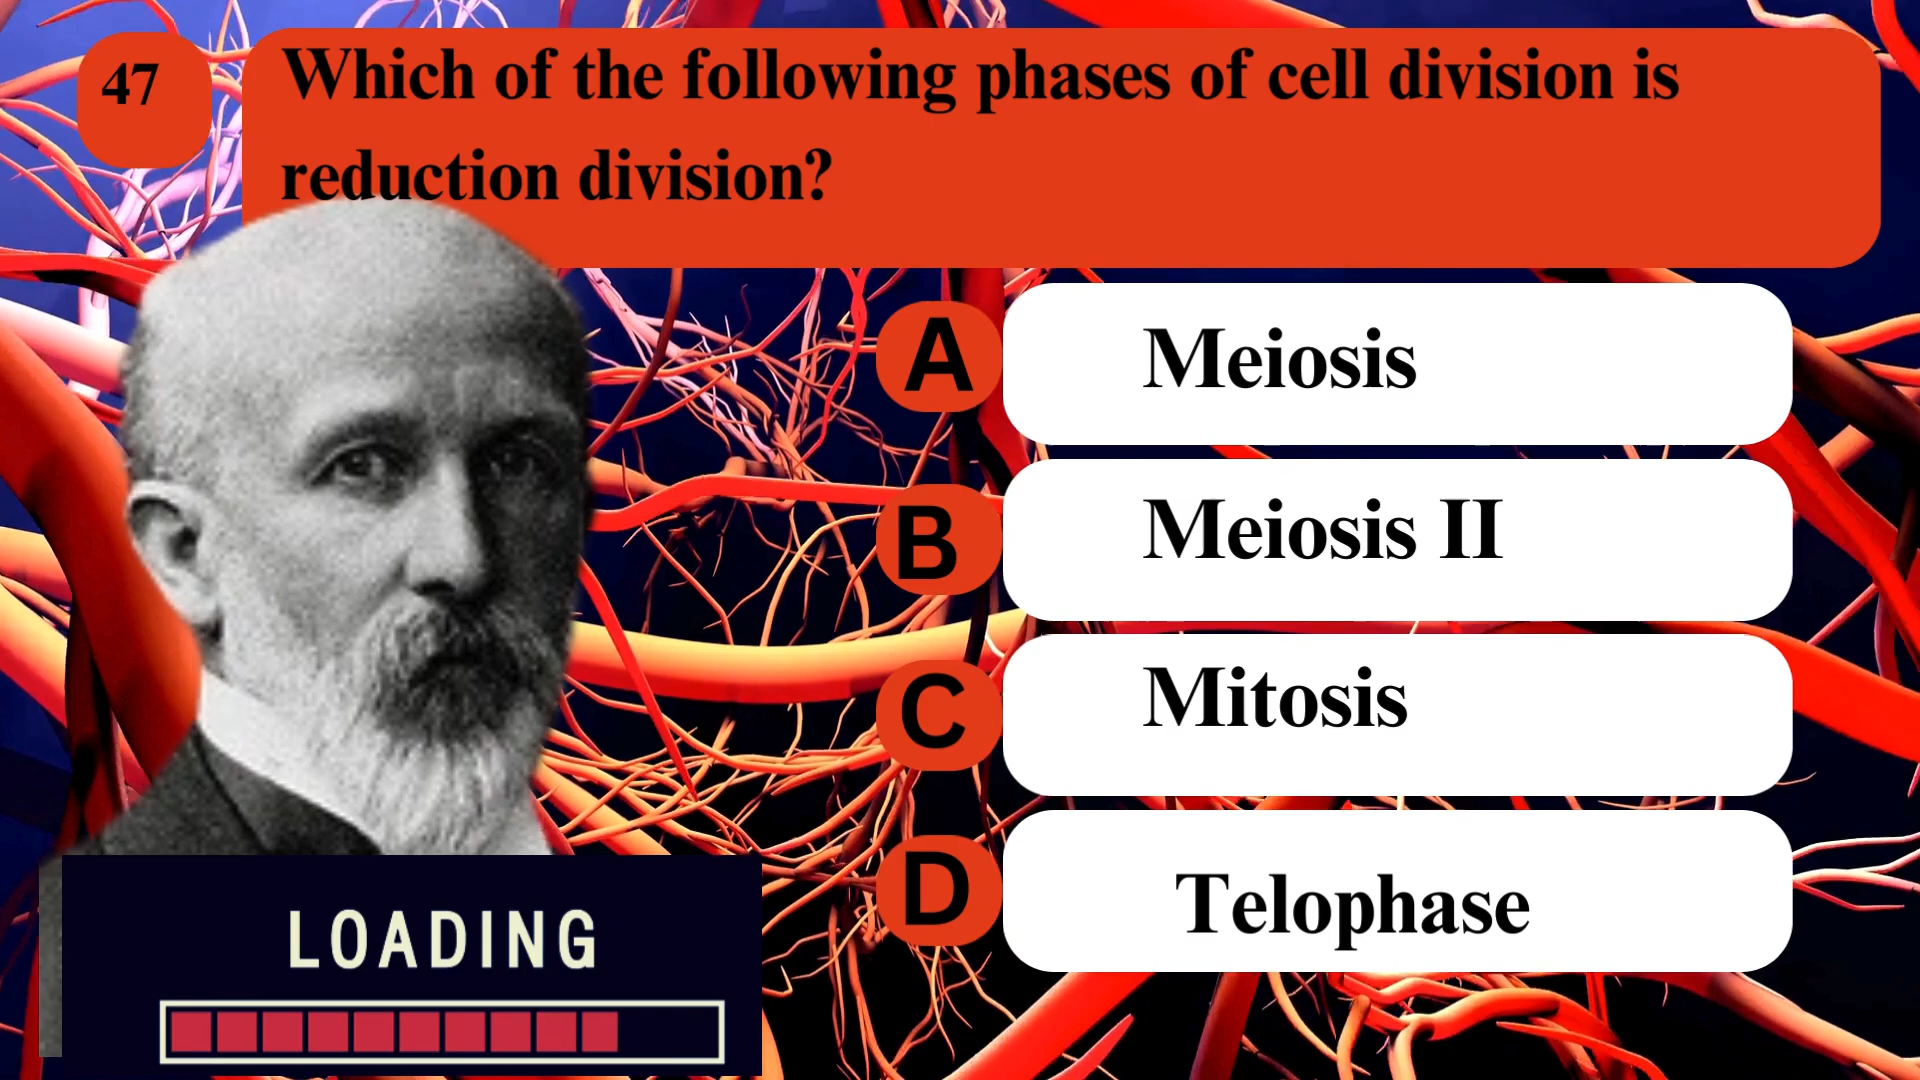 47
Which of the following phases of cell division is
reduction division?
A
Meiosis
B
Meiosis II
C
Mitosis
D
Telophase
LOADING